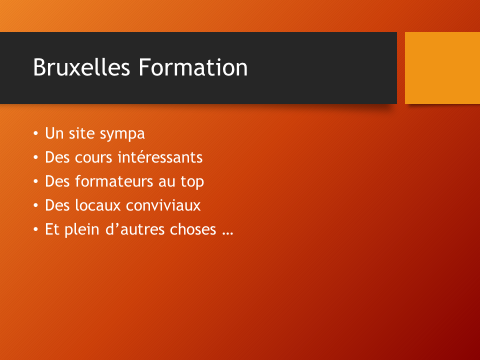 Bruxelles Formation
• Un site sympa
• Des cours intéressants
• Des formateurs au top
• Des locaux conviviaux
• Et plein d’autres choses …